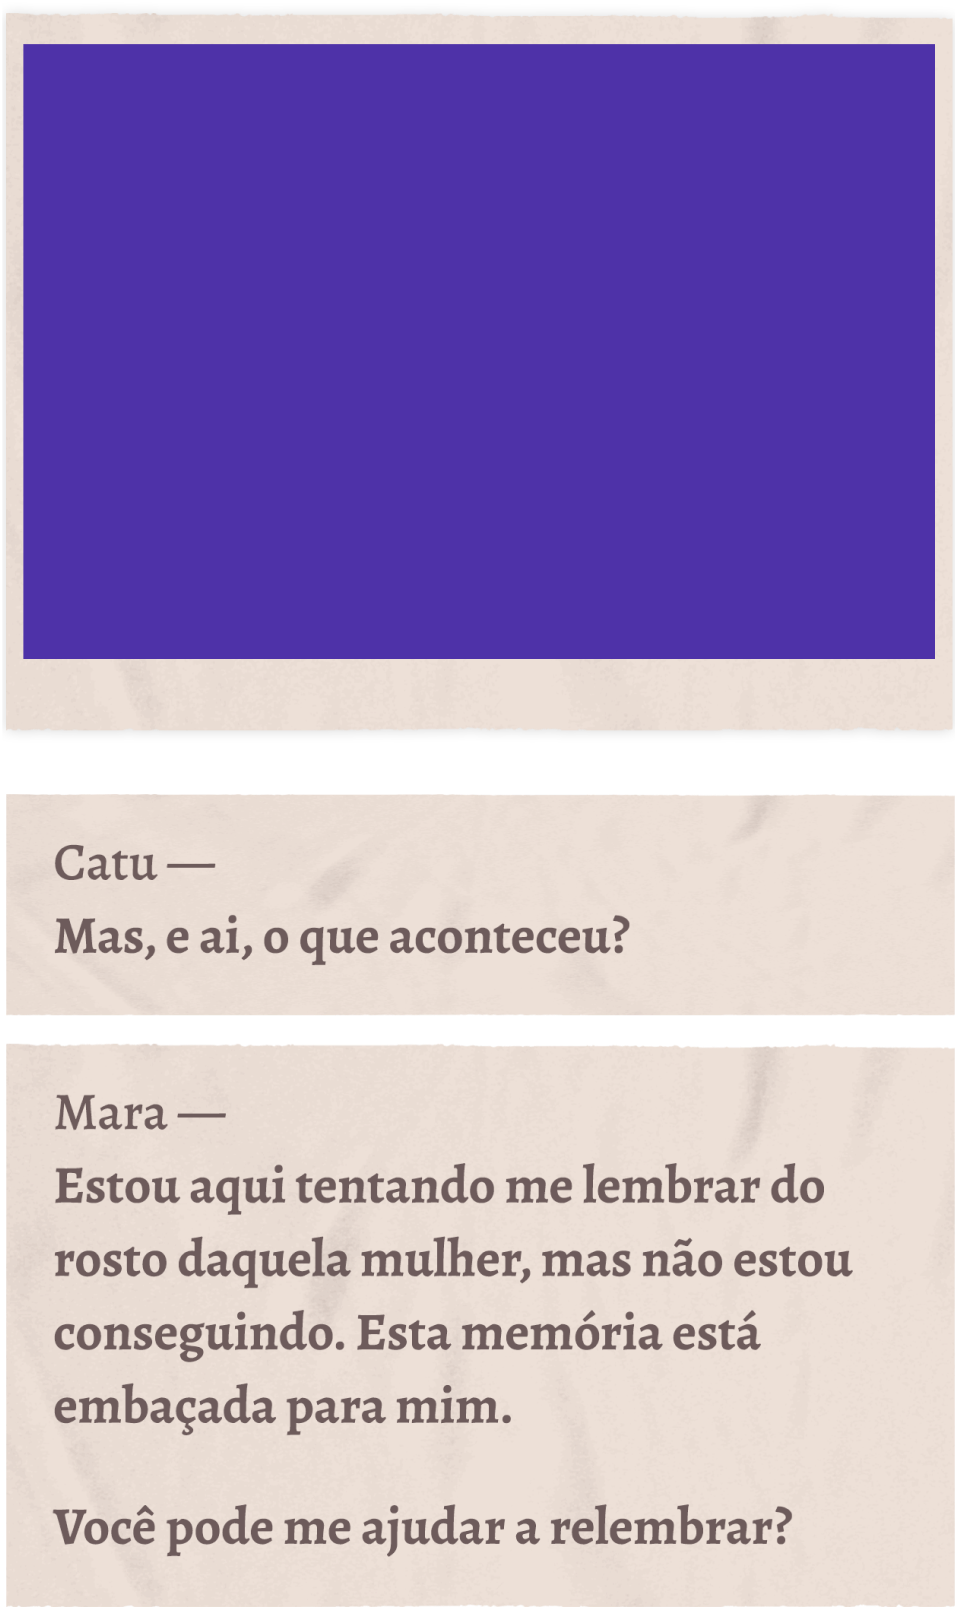 Catu —
Mas, e ai, o que aconteceu?
Mara —
Estou aqui tentando me lembrar do
rosto daquela mulher, mas não estou
conseguindo. Esta memória está
embaçada para mim.
Você pode me ajudar a relembrar?